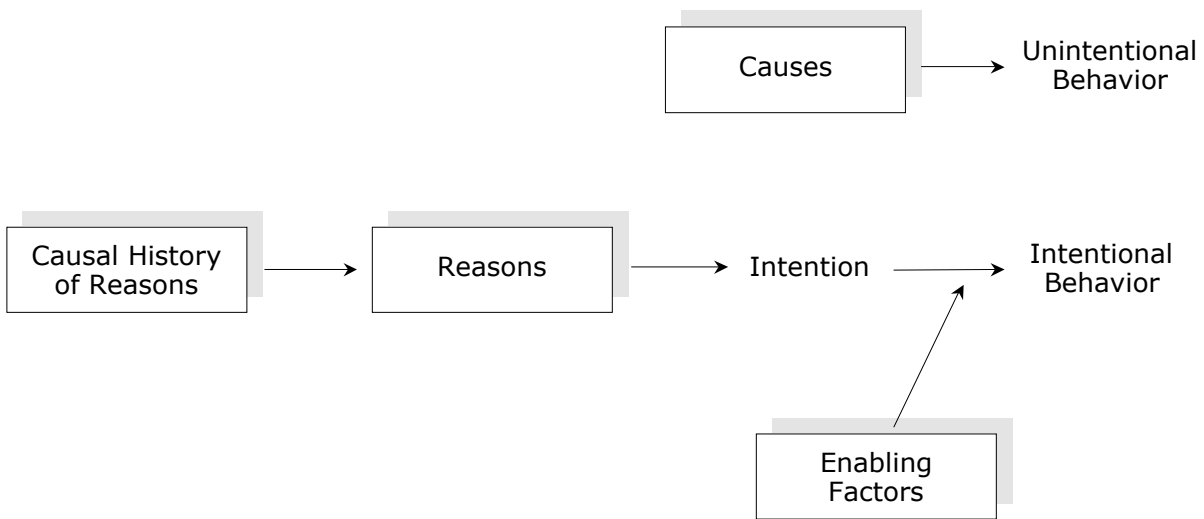 Causes
Unintentional
Behavior
Causal History
of Reasons
Reasons
Intention
Intentional
Behavior
Enabling
Factors